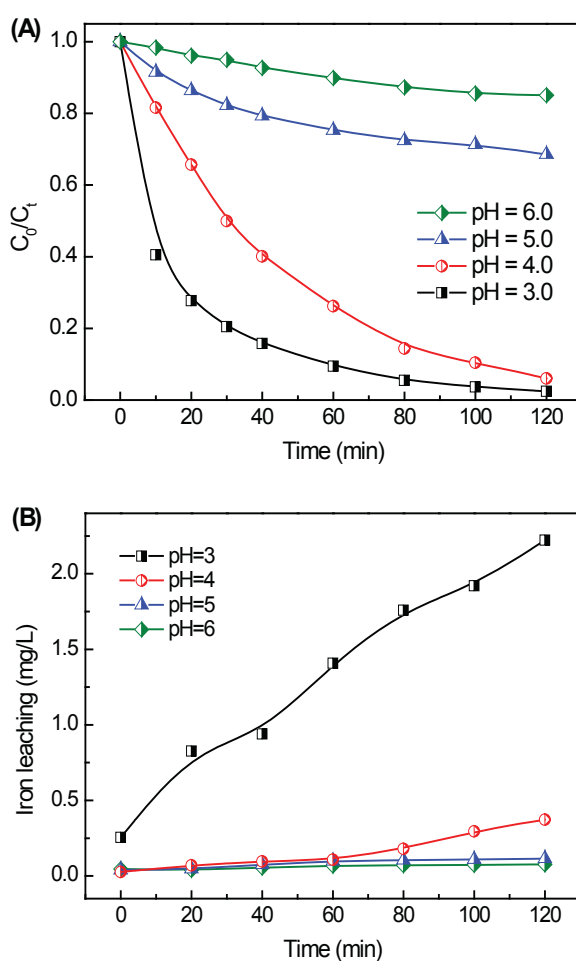 (A)
1.0
0.8
0.6
0.4
0.2
0.0
C₀/Cₜ
pH = 6.0
pH = 5.0
pH = 4.0
pH = 3.0
0 20 40 60 80 100 120
Time (min)
(B)
2.0
1.5
1.0
0.5
0.0
Iron leaching (mg/L)
pH=3
pH=4
pH=5
pH=6
0 20 40 60 80 100 120
Time (min)